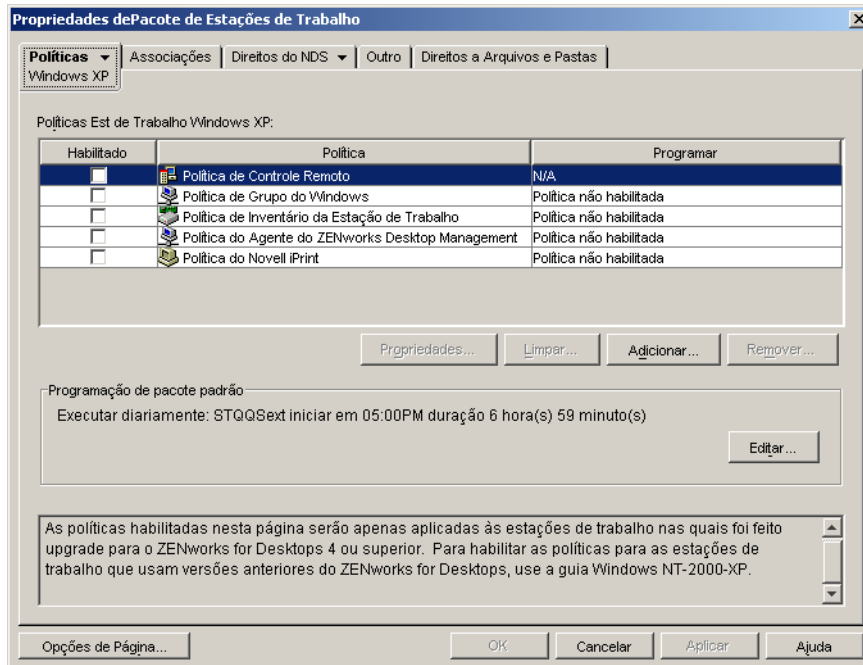 Propriedades dePacote de Estações de Trabalho
Políticas Associações Direitos do NDS Outro Direitos a Arquivos e Pastas
Windows XP
Políticas Est de Trabalho Windows XP:
Habilitado Política Programar
Política de Controle Remoto N/A
Política de Grupo do Windows Política não habilitada
Política de Inventário da Estação de Trabalho Política não habilitada
Política do Agente do ZENworks Desktop Management Política não habilitada
Política do Novell iPrint Política não habilitada
Propriedades... Limpar... Adicionar... Remover...
Programação de pacote padrão
Executar diariamente: STQQSext iniciar em 05:00PM duração 6 hora(s) 59 minuto(s)
Editar...
As políticas habilitadas nesta página serão apenas aplicadas às estações de trabalho nas quais foi feito
upgrade para o ZENworks for Desktops 4 ou superior. Para habilitar as políticas para as estações de
trabalho que usam versões anteriores do ZENworks for Desktops, use a guia Windows NT-2000-XP.
Opções de Página... OK Cancelar Aplicar Ajuda